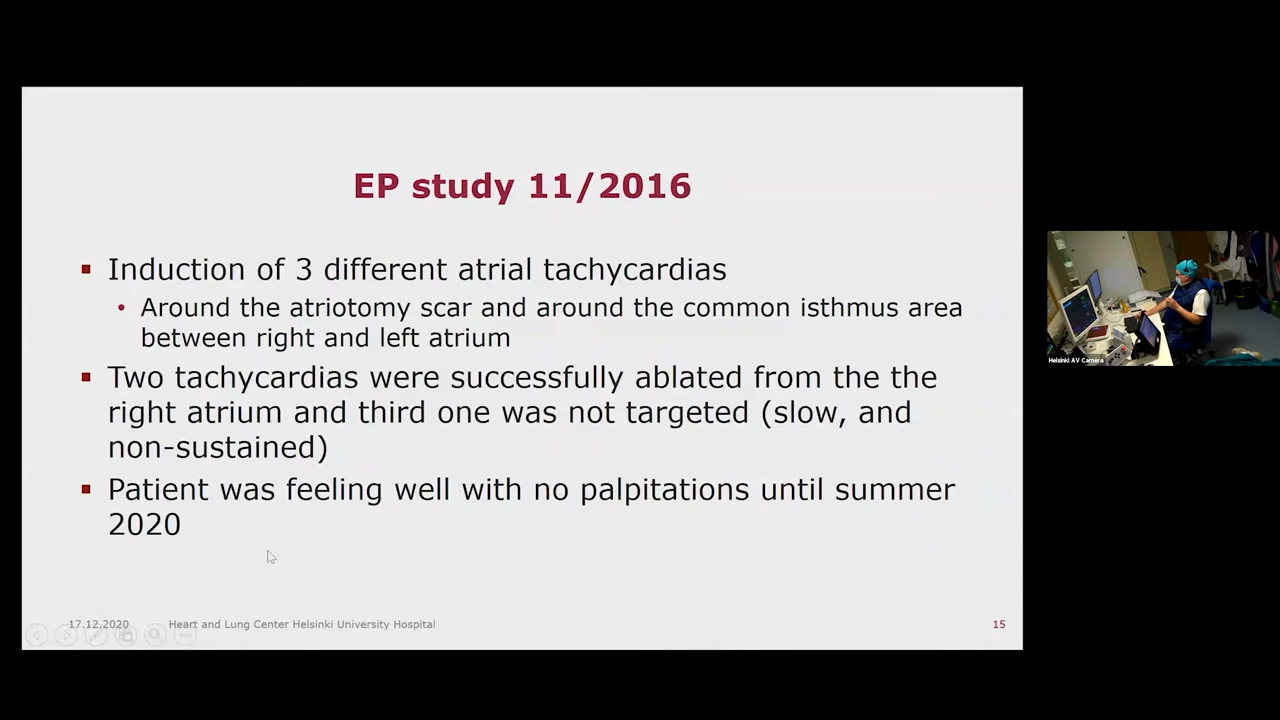 EP study 11/2016
Induction of 3 different atrial tachycardias
Around the atriotomy scar and around the common isthmus area
between right and left atrium
Two tachycardias were successfully ablated from the the
right atrium and third one was not targeted (slow, and
non-sustained)
Patient was feeling well with no palpitations until summer
2020
17.12.2020 Heart and Lung Center Helsinki University Hospital 15
Helsinki AV Camera